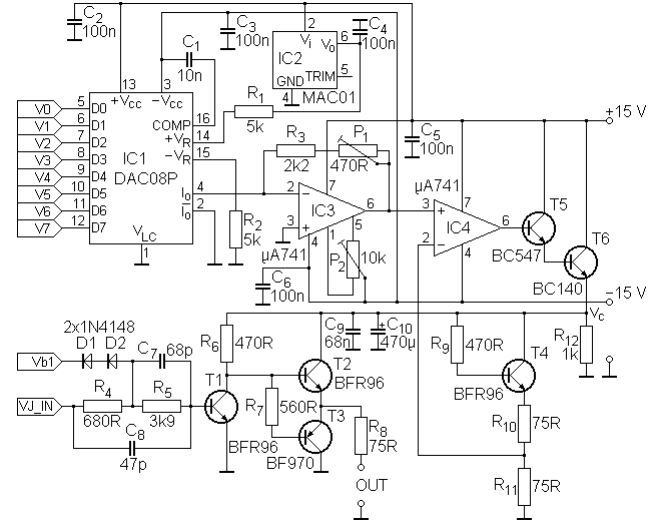 C2
100n
C3
100n
C4
100n
2
Vi
Vo
6
IC2
TRIM
5
GND
4
MAC01
C1
10n
13
3
+VCC
-VCC
COMP
16
+VR
14
-VR
15
IC1
DAC08P
Io
4
Io
2
VLC
1
V0 5 D0
V1 6 D1
V2 7 D2
V3 8 D3
V4 9 D4
V5 10 D5
V6 11 D6
V7 12 D7
R1
5k
R2
5k
R3
2k2
P1
470R
C5
100n
+15 V
2
3
7
IC3
6
4
1
5
µA741
P2
10k
C6
100n
µA741
3
2
7
IC4
6
4
T5
BC547
T6
BC140
-15 V
Vc
R12
1k
2x1N4148
D1 D2
C7
68p
Vb1
VJ_IN
R4
680R
R5
3k9
C8
47p
R6
470R
T1
BFR96
R7
560R
T2
BFR96
T3
BF970
C9
68n
C10
+
470µ
R8
75R
OUT
R9
470R
T4
BFR96
R10
75R
R11
75R